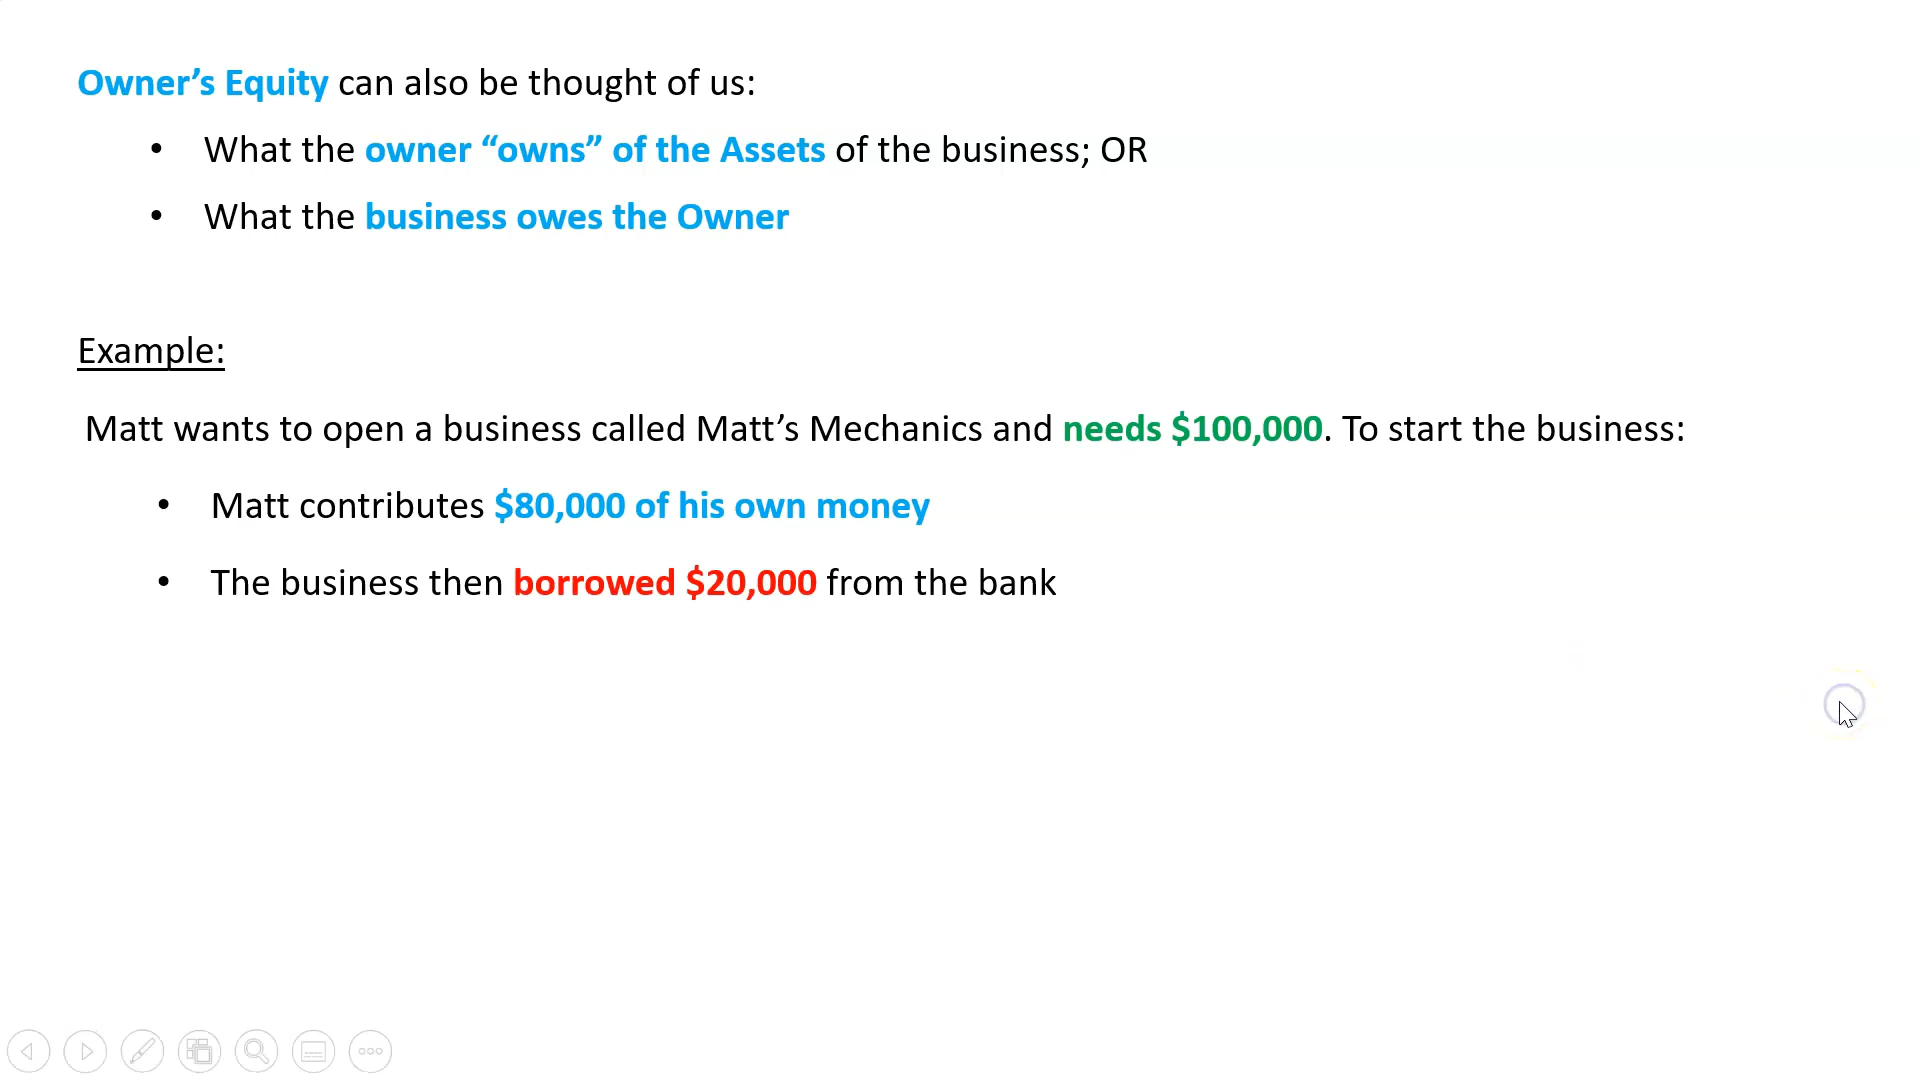 Owner’s Equity can also be thought of us:
• What the owner “owns” of the Assets of the business; OR
• What the business owes the Owner
Example:
Matt wants to open a business called Matt’s Mechanics and needs $100,000. To start the business:
• Matt contributes $80,000 of his own money
• The business then borrowed $20,000 from the bank